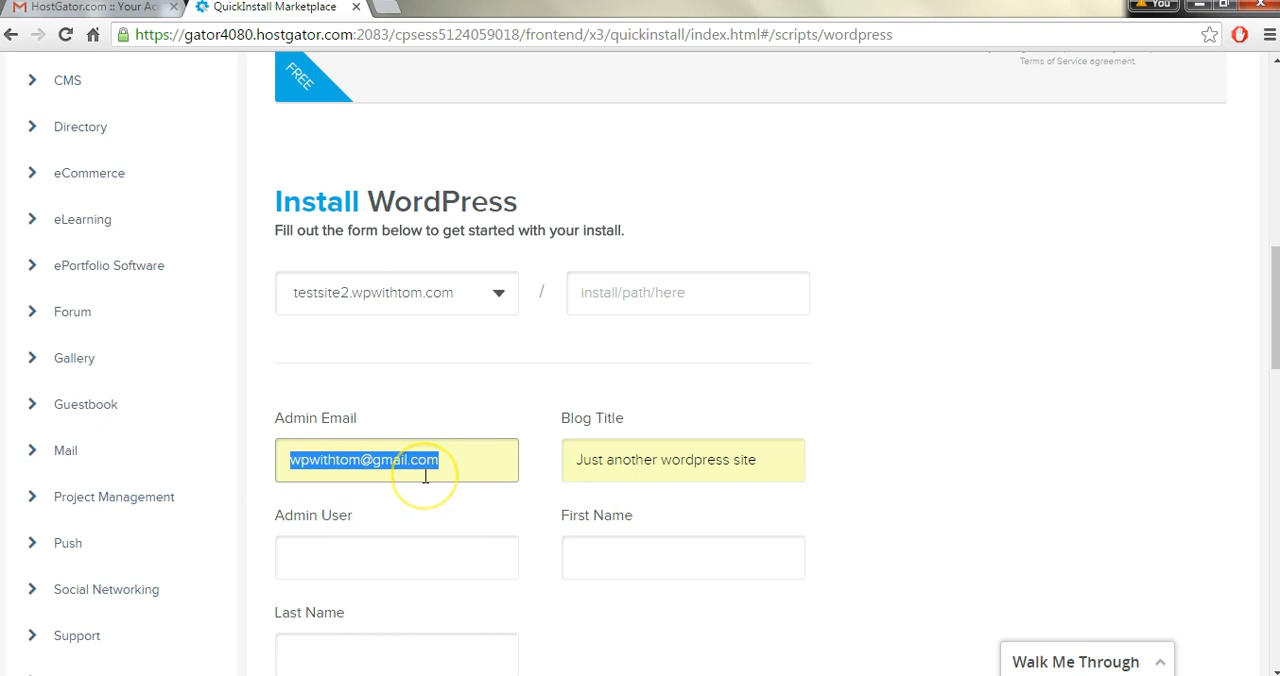 HostGator.com :: Your Acc
QuickInstall Marketplace
You
https://gator4080.hostgator.com:2083/cpsess5124059018/frontend/x3/quickinstall/index.html#/scripts/wordpress
CMS
Directory
eCommerce
eLearning
ePortfolio Software
Forum
Gallery
Guestbook
Mail
Project Management
Push
Social Networking
Support
FREE
Terms of Service agreement.
Install WordPress
Fill out the form below to get started with your install.
testsite2.wpwithtom.com / install/path/here
Admin Email Blog Title
wpwithtom@gmail.com Just another wordpress site
Admin User First Name
Last Name
Walk Me Through